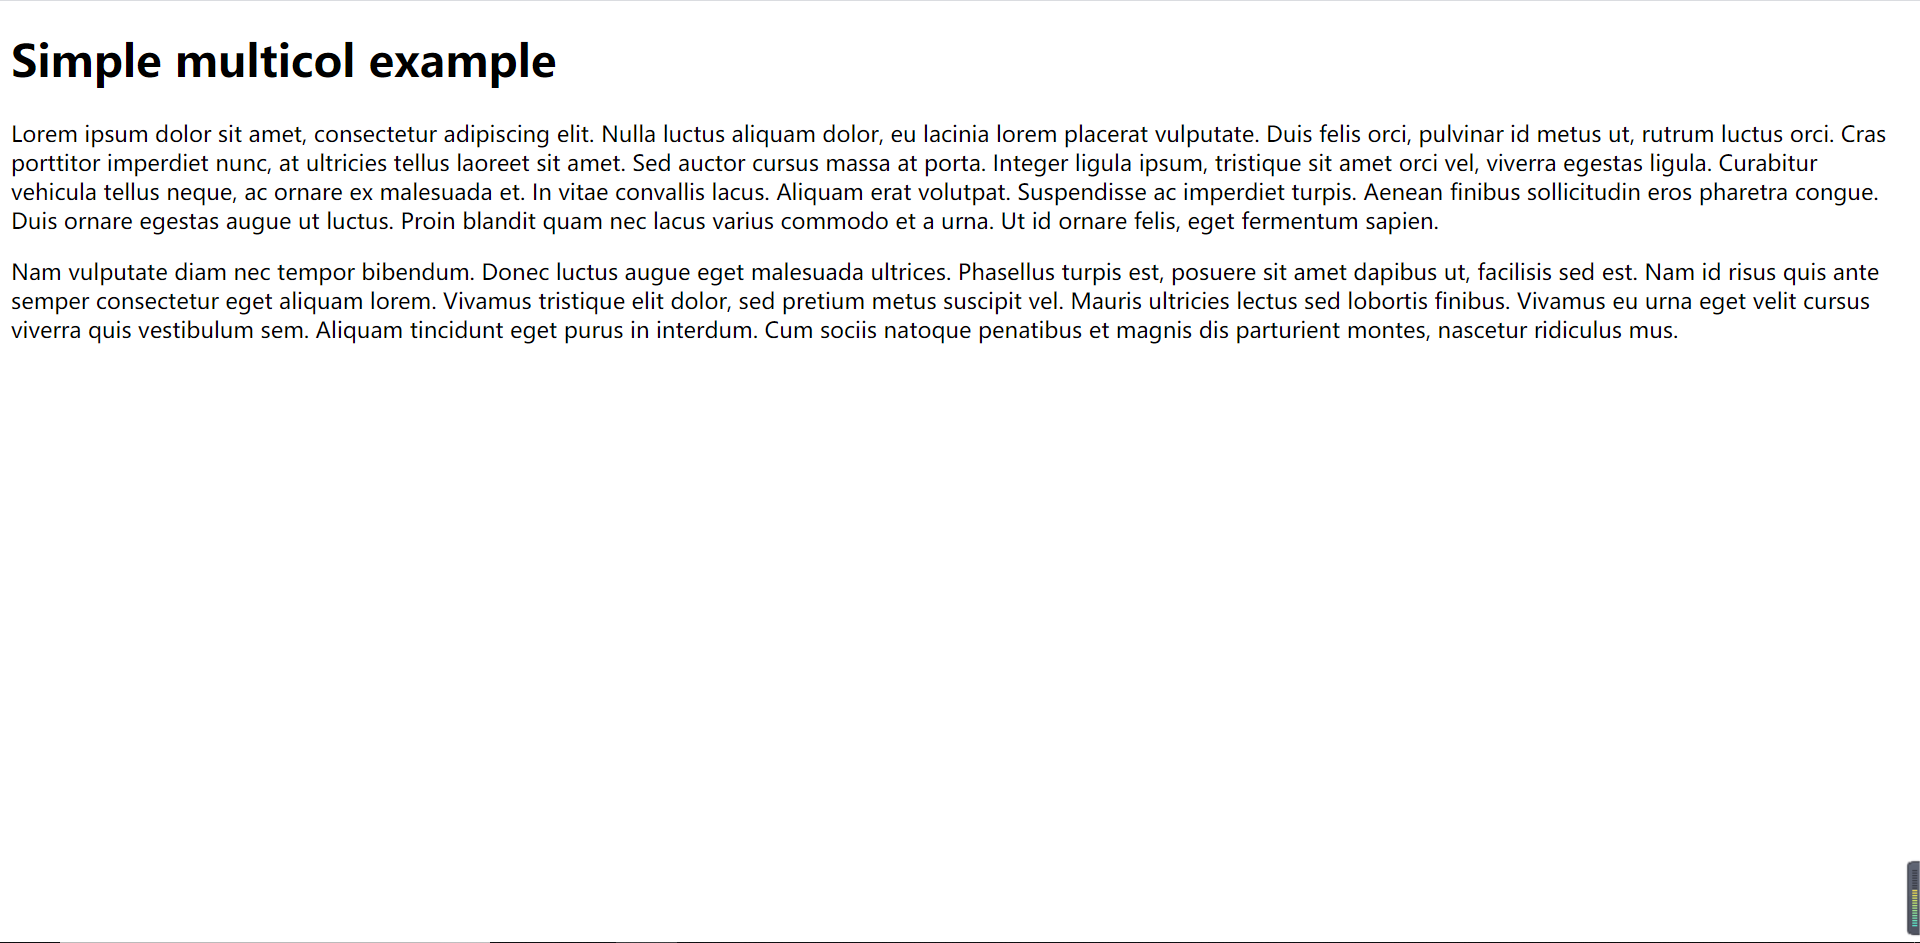 Simple multicol example
Lorem ipsum dolor sit amet, consectetur adipiscing elit. Nulla luctus aliquam dolor, eu lacinia lorem placerat vulputate. Duis felis orci, pulvinar id metus ut, rutrum luctus orci. Cras
porttitor imperdiet nunc, at ultricies tellus laoreet sit amet. Sed auctor cursus massa at porta. Integer ligula ipsum, tristique sit amet orci vel, viverra egestas ligula. Curabitur
vehicula tellus neque, ac ornare ex malesuada et. In vitae convallis lacus. Aliquam erat volutpat. Suspendisse ac imperdiet turpis. Aenean finibus sollicitudin eros pharetra congue.
Duis ornare egestas augue ut luctus. Proin blandit quam nec lacus varius commodo et a urna. Ut id ornare felis, eget fermentum sapien.
Nam vulputate diam nec tempor bibendum. Donec luctus augue eget malesuada ultrices. Phasellus turpis est, posuere sit amet dapibus ut, facilisis sed est. Nam id risus quis ante
semper consectetur eget aliquam lorem. Vivamus tristique elit dolor, sed pretium metus suscipit vel. Mauris ultricies lectus sed lobortis finibus. Vivamus eu urna eget velit cursus
viverra quis vestibulum sem. Aliquam tincidunt eget purus in interdum. Cum sociis natoque penatibus et magnis dis parturient montes, nascetur ridiculus mus.